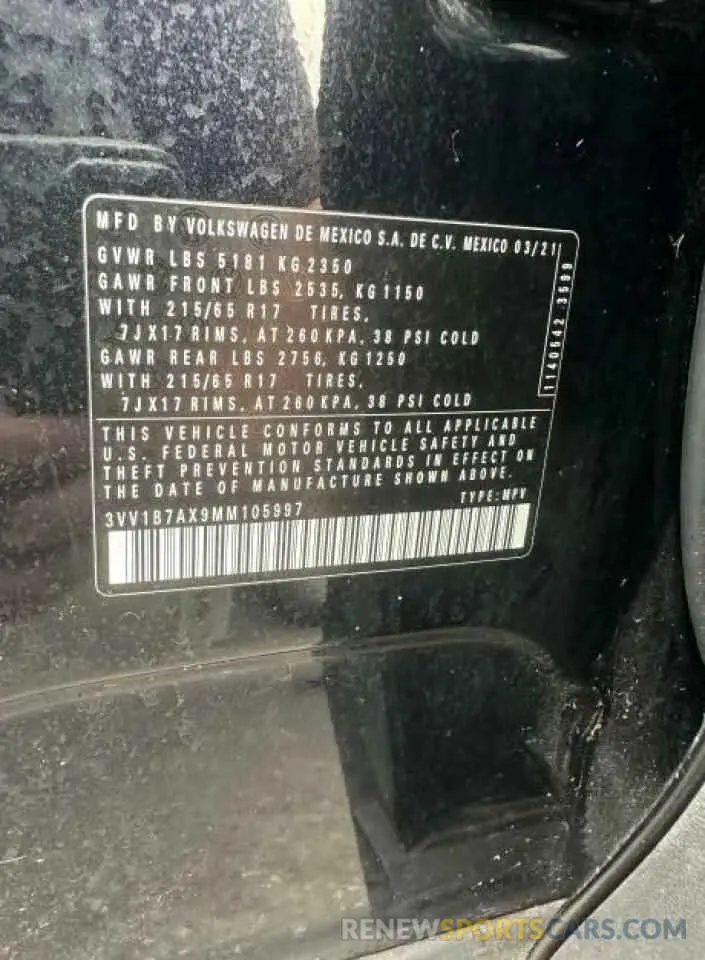 MFD BY VOLKSWAGEN DE MEXICO S.A. DE C.V. MEXICO 03/21
GVWR LBS 5181 KG 2350
GAWR FRONT LBS 2535, KG 1150
WITH 215/65 R17 TIRES,
7JX17 RIMS, AT 260 KPA, 38 PSI COLD
GAWR REAR LBS 2756, KG 1250
WITH 215/65 R17 TIRES,
7JX17 RIMS, AT 260 KPA, 38 PSI COLD
1140542 3599
THIS VEHICLE CONFORMS TO ALL APPLICABLE
U.S. FEDERAL MOTOR VEHICLE SAFETY AND
THEFT PREVENTION STANDARDS IN EFFECT ON
THE DATE OF MANUFACTURE SHOWN ABOVE.
3VV1B7AX9MM105997 TYPE: MPV
RENEWSPORTSCARS.COM